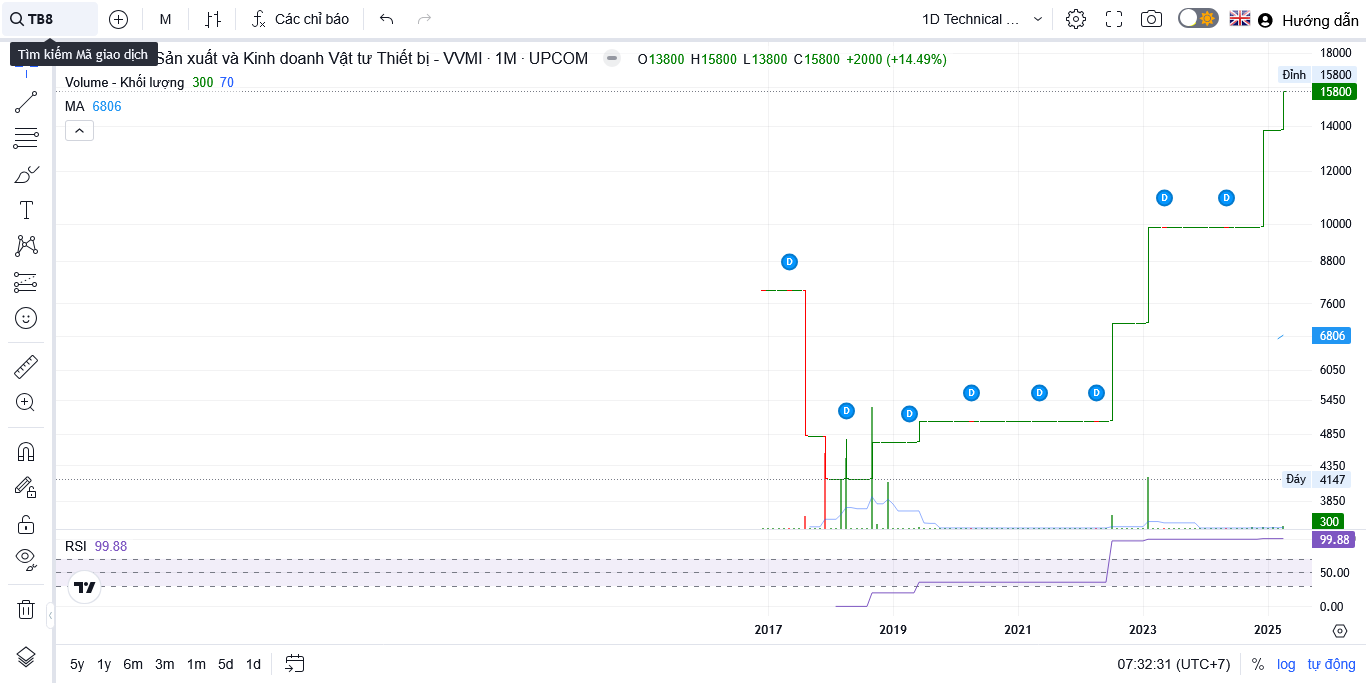 TB8 M Các chỉ báo 1D Technical ... Hướng dẫn
Tìm kiếm Mã giao dịch
Sản xuất và Kinh doanh Vật tư Thiết bị - VVMI · 1M · UPCOM O13800 H15800 L13800 C15800 +2000 (+14.49%)
Volume - Khối lượng 300 70
MA 6806
18000
Đỉnh 15800
15800
14000
12000
10000
8800
7600
6806
6050
5450
4850
4350
Đáy 4147
3850
300
D
D
D
D
D
D
D
D
RSI 99.88
99.88
50.00
0.00
2017 2019 2021 2023 2025
5y 1y 6m 3m 1m 5d 1d 07:32:31 (UTC+7) % log tự động